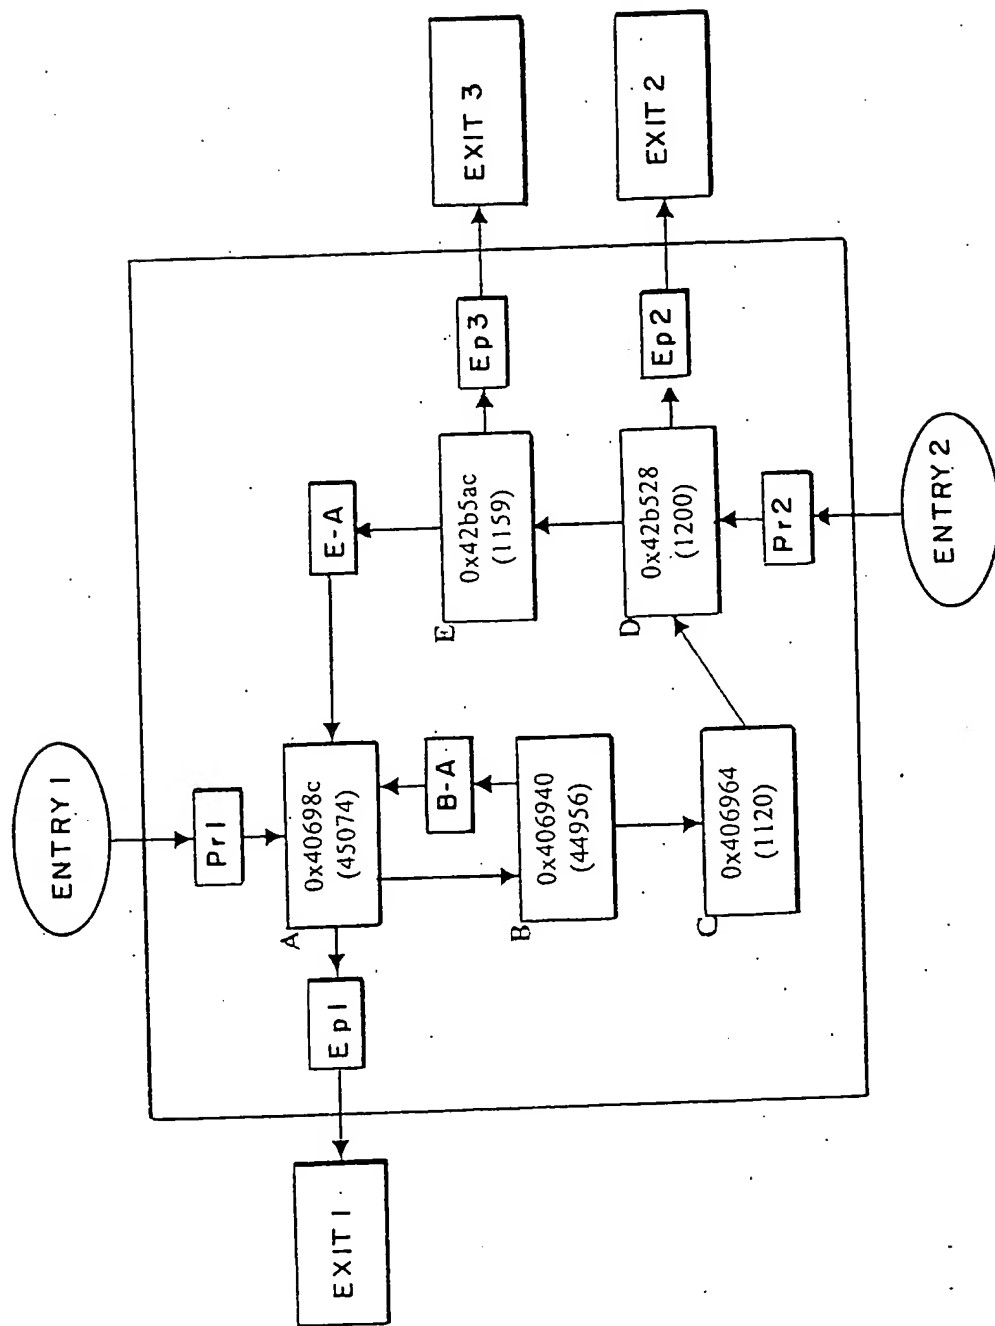 ENTRY 1
Pr1
A
0x40698c
(45074)
Ep1
EXIT 1
B-A
B
0x406940
(44956)
C
0x406964
(1120)
E-A
E
0x42b5ac
(1159)
Ep3
EXIT 3
D
0x42b528
(1200)
Ep2
EXIT 2
Pr2
ENTRY 2